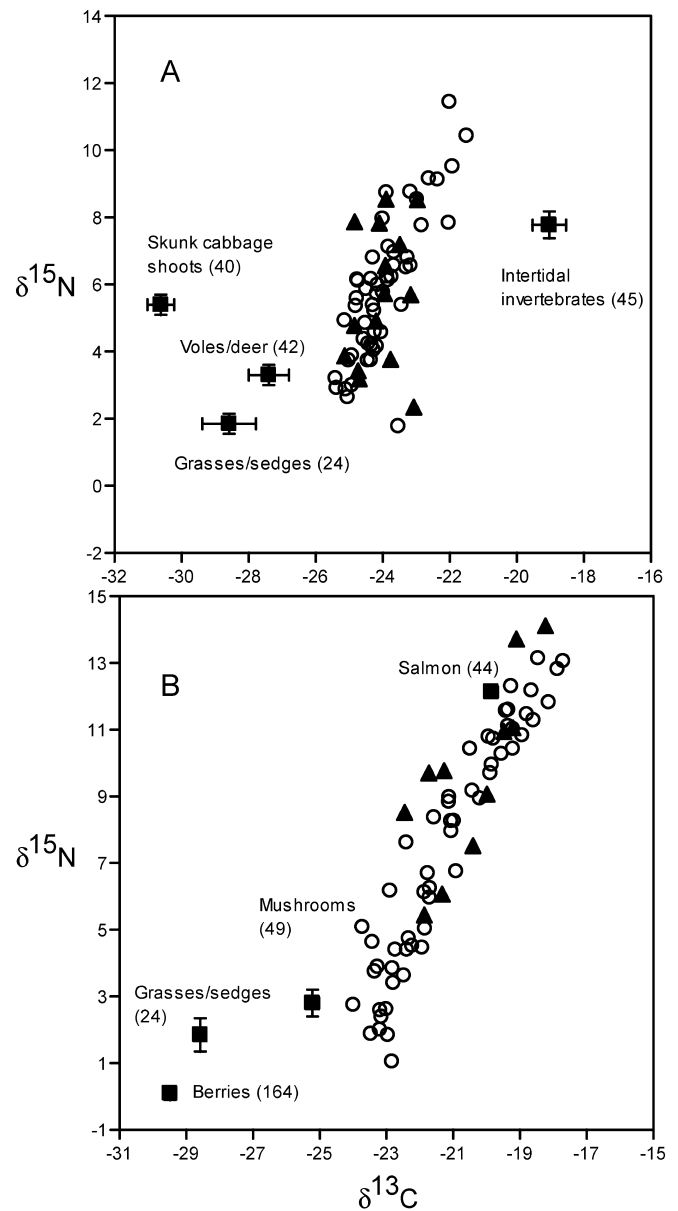 14
12
A
10
8
Skunk cabbage
shoots (40)
Intertidal
invertebrates (45)
δ15N
6
Voles/deer (42)
4
2
Grasses/sedges (24)
0
-2
-32 -30 -28 -26 -24 -22 -20 -18 -16
15
13
Salmon (44)
B
11
9
δ15N
7
Mushrooms
(49)
5
3
Grasses/sedges
(24)
1
Berries (164)
-1
-31 -29 -27 -25 -23 -21 -19 -17 -15
δ13C